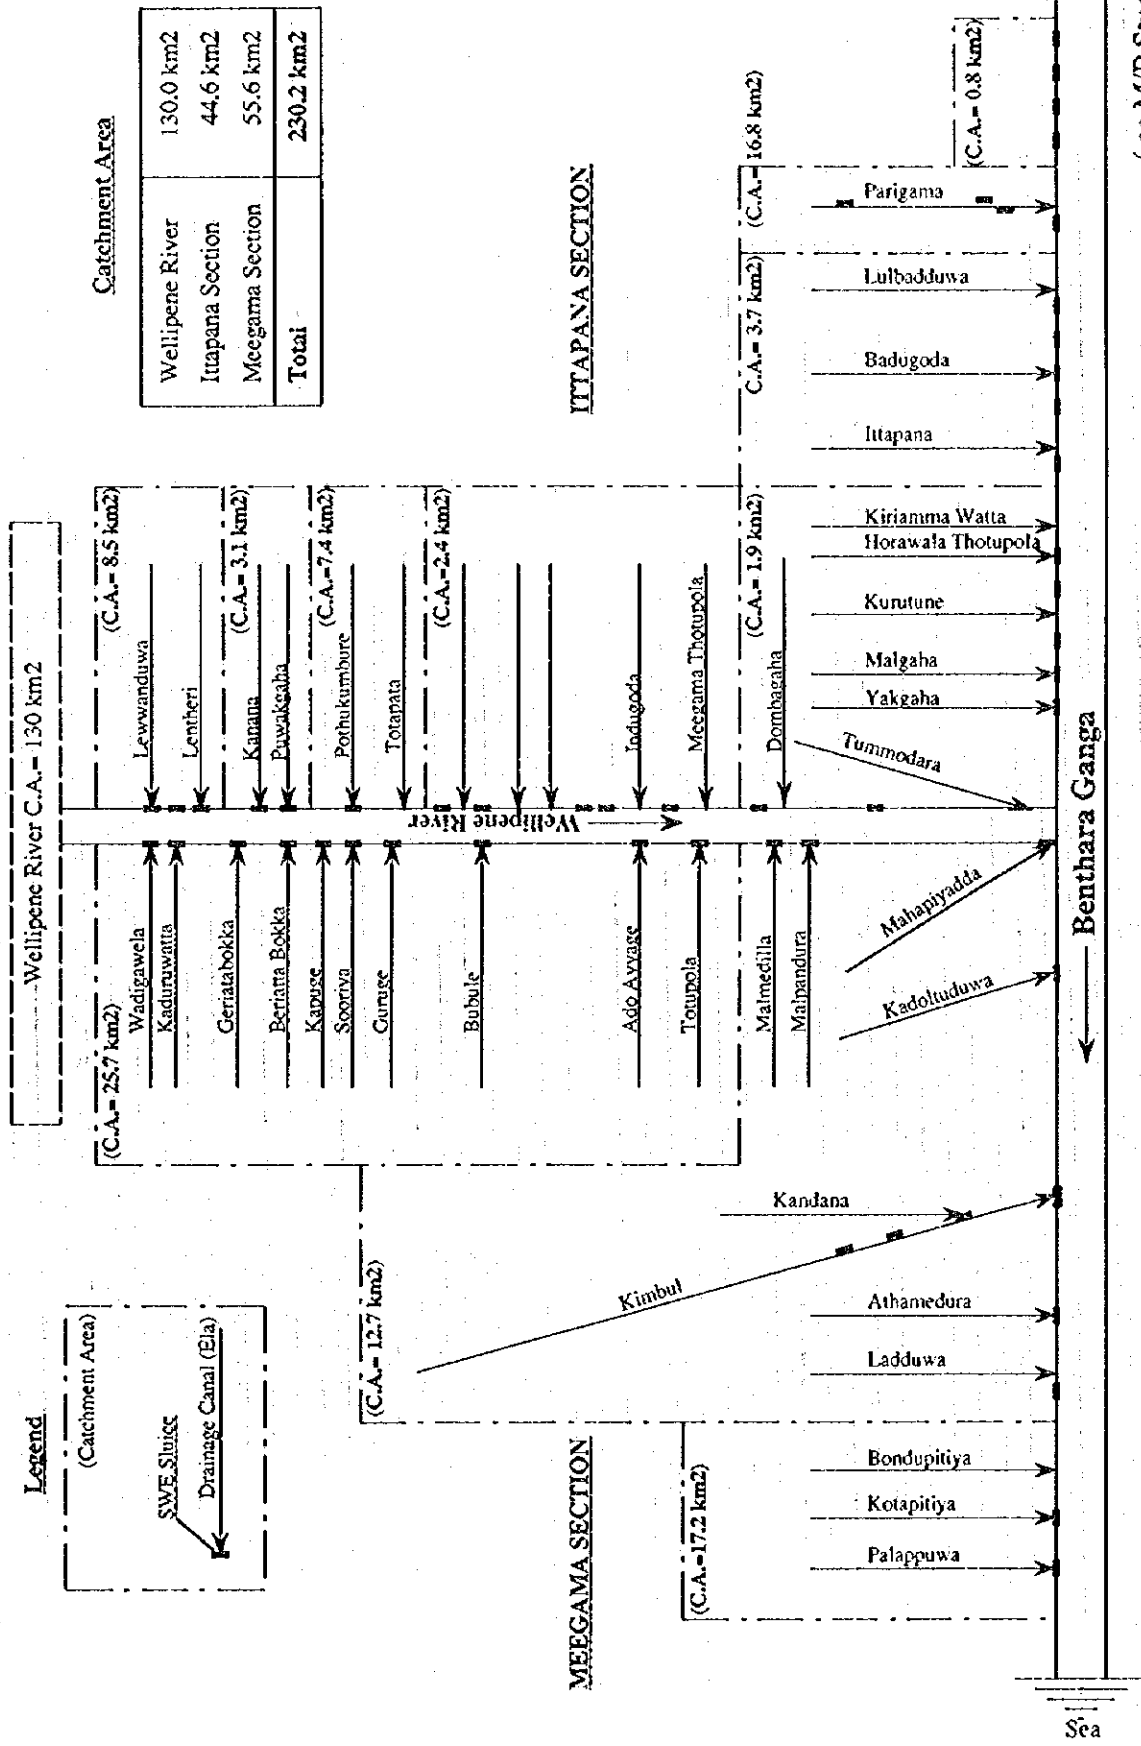 Wellipene River C.A.= 130 km2
Catchment Area
Wellipene River 130.0 km2
Ittapana Section 44.6 km2
Meegama Section 55.6 km2
Total 230.2 km2
Legend
(Catchment Area)
SWE Sluice
Drainage Canal (Ela)
MEEGAMA SECTION
ITTAPANA SECTION
(C.A.= 25.7 km2)
(C.A.= 12.7 km2)
(C.A.=17.2 km2)
(C.A.= 8.5 km2)
(C.A.= 3.1 km2)
(C.A.= 7.4 km2)
(C.A.=2.4 km2)
(C.A.= 1.9 km2)
C.A.= 3.7 km2)
(C.A.= 16.8 km2)
(C.A.= 0.8 km2)
Wadigawela
Kaduruwatta
Geriatabokka
Beriatta Bokka
Kapuge
Sooriya
Guruge
Bubule
Ado Ayyage
Totupola
Malmedilla
Malpandura
Wellipene River
Lewwanduwa
Lentheri
Kanana
Puwakgaha
Pothukumbure
Totapata
Indugoda
Meegama Thotupola
Dombagaha
Tummodara
Mahapiyadda
Kadoltuduwa
Kandana
Kimbul
Athamedura
Ladduwa
Bondupitiya
Kotapitiya
Palappuwa
Parigama
Lulbadduwa
Badugoda
Ittapana
Kiriamma Watta
Horawala Thotupola
Kurutune
Malgaha
Yakgaha
Benthara Ganga
Sea